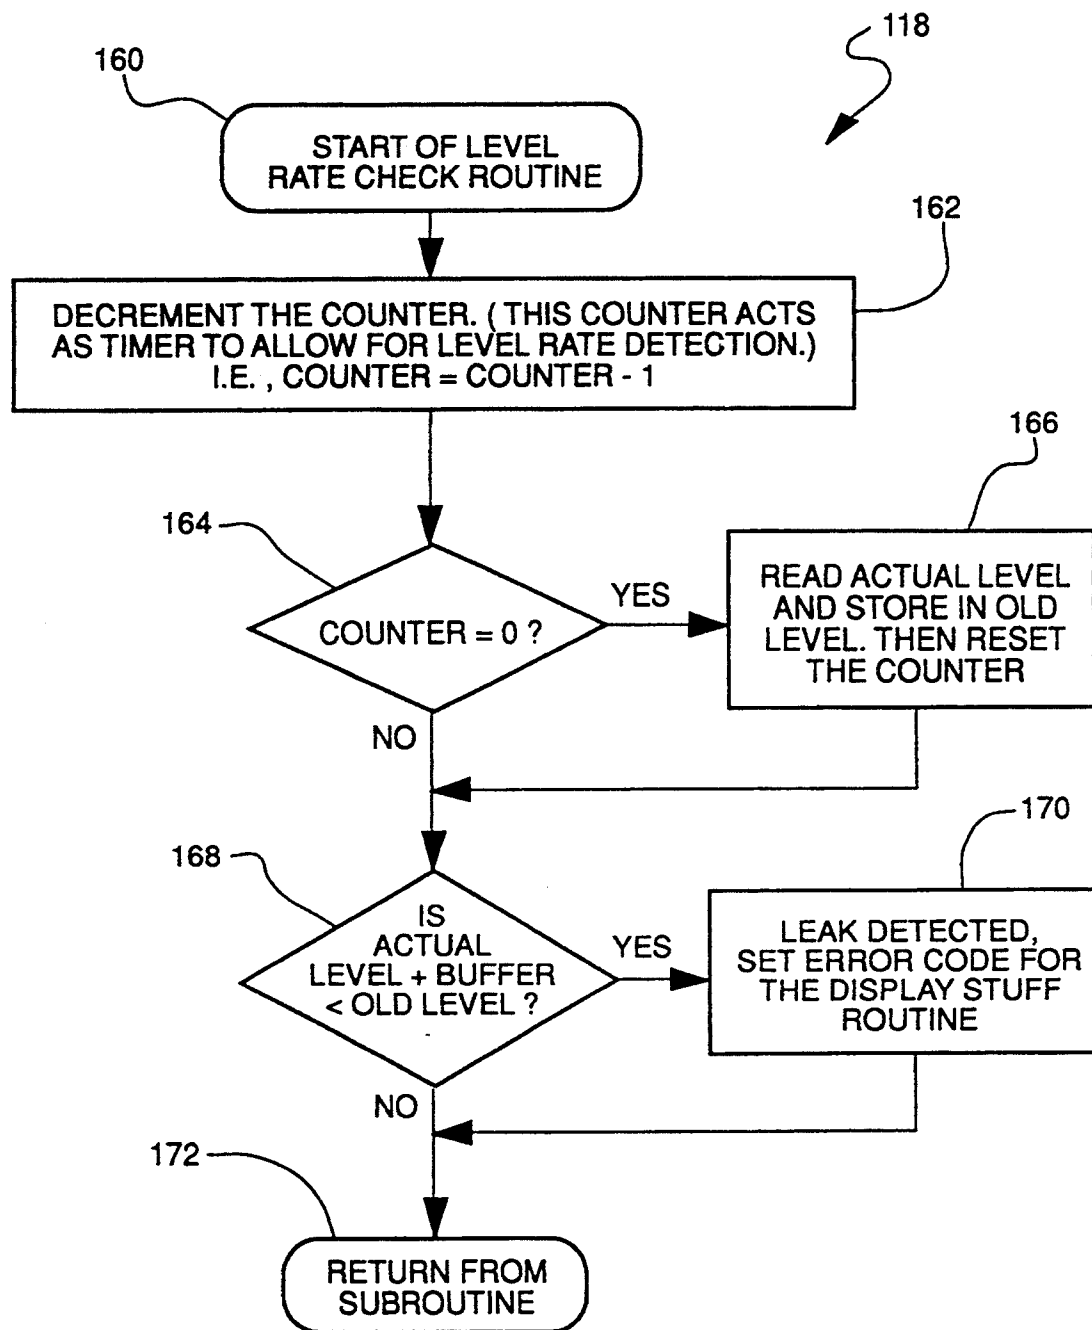 118
160
START OF LEVEL
RATE CHECK ROUTINE
162
DECREMENT THE COUNTER. ( THIS COUNTER ACTS
AS TIMER TO ALLOW FOR LEVEL RATE DETECTION.)
I.E. , COUNTER = COUNTER - 1
164
COUNTER = 0 ?
YES
166
READ ACTUAL LEVEL
AND STORE IN OLD
LEVEL. THEN RESET
THE COUNTER
NO
168
IS
ACTUAL
LEVEL + BUFFER
< OLD LEVEL ?
YES
170
LEAK DETECTED,
SET ERROR CODE FOR
THE DISPLAY STUFF
ROUTINE
NO
172
RETURN FROM
SUBROUTINE